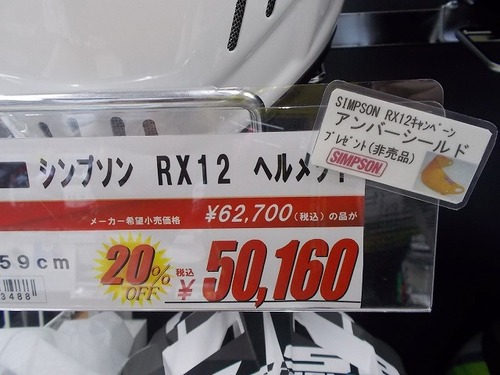 SIMPSON RX12キャンペーン
アンバーシールド
プレゼント(非売品)
SIMPSON
シンプソン RX12 ヘルメット
メーカー希望小売価格 ¥62,700(税込)の品が
59cm
20%
OFF
税込
¥50,160
3488